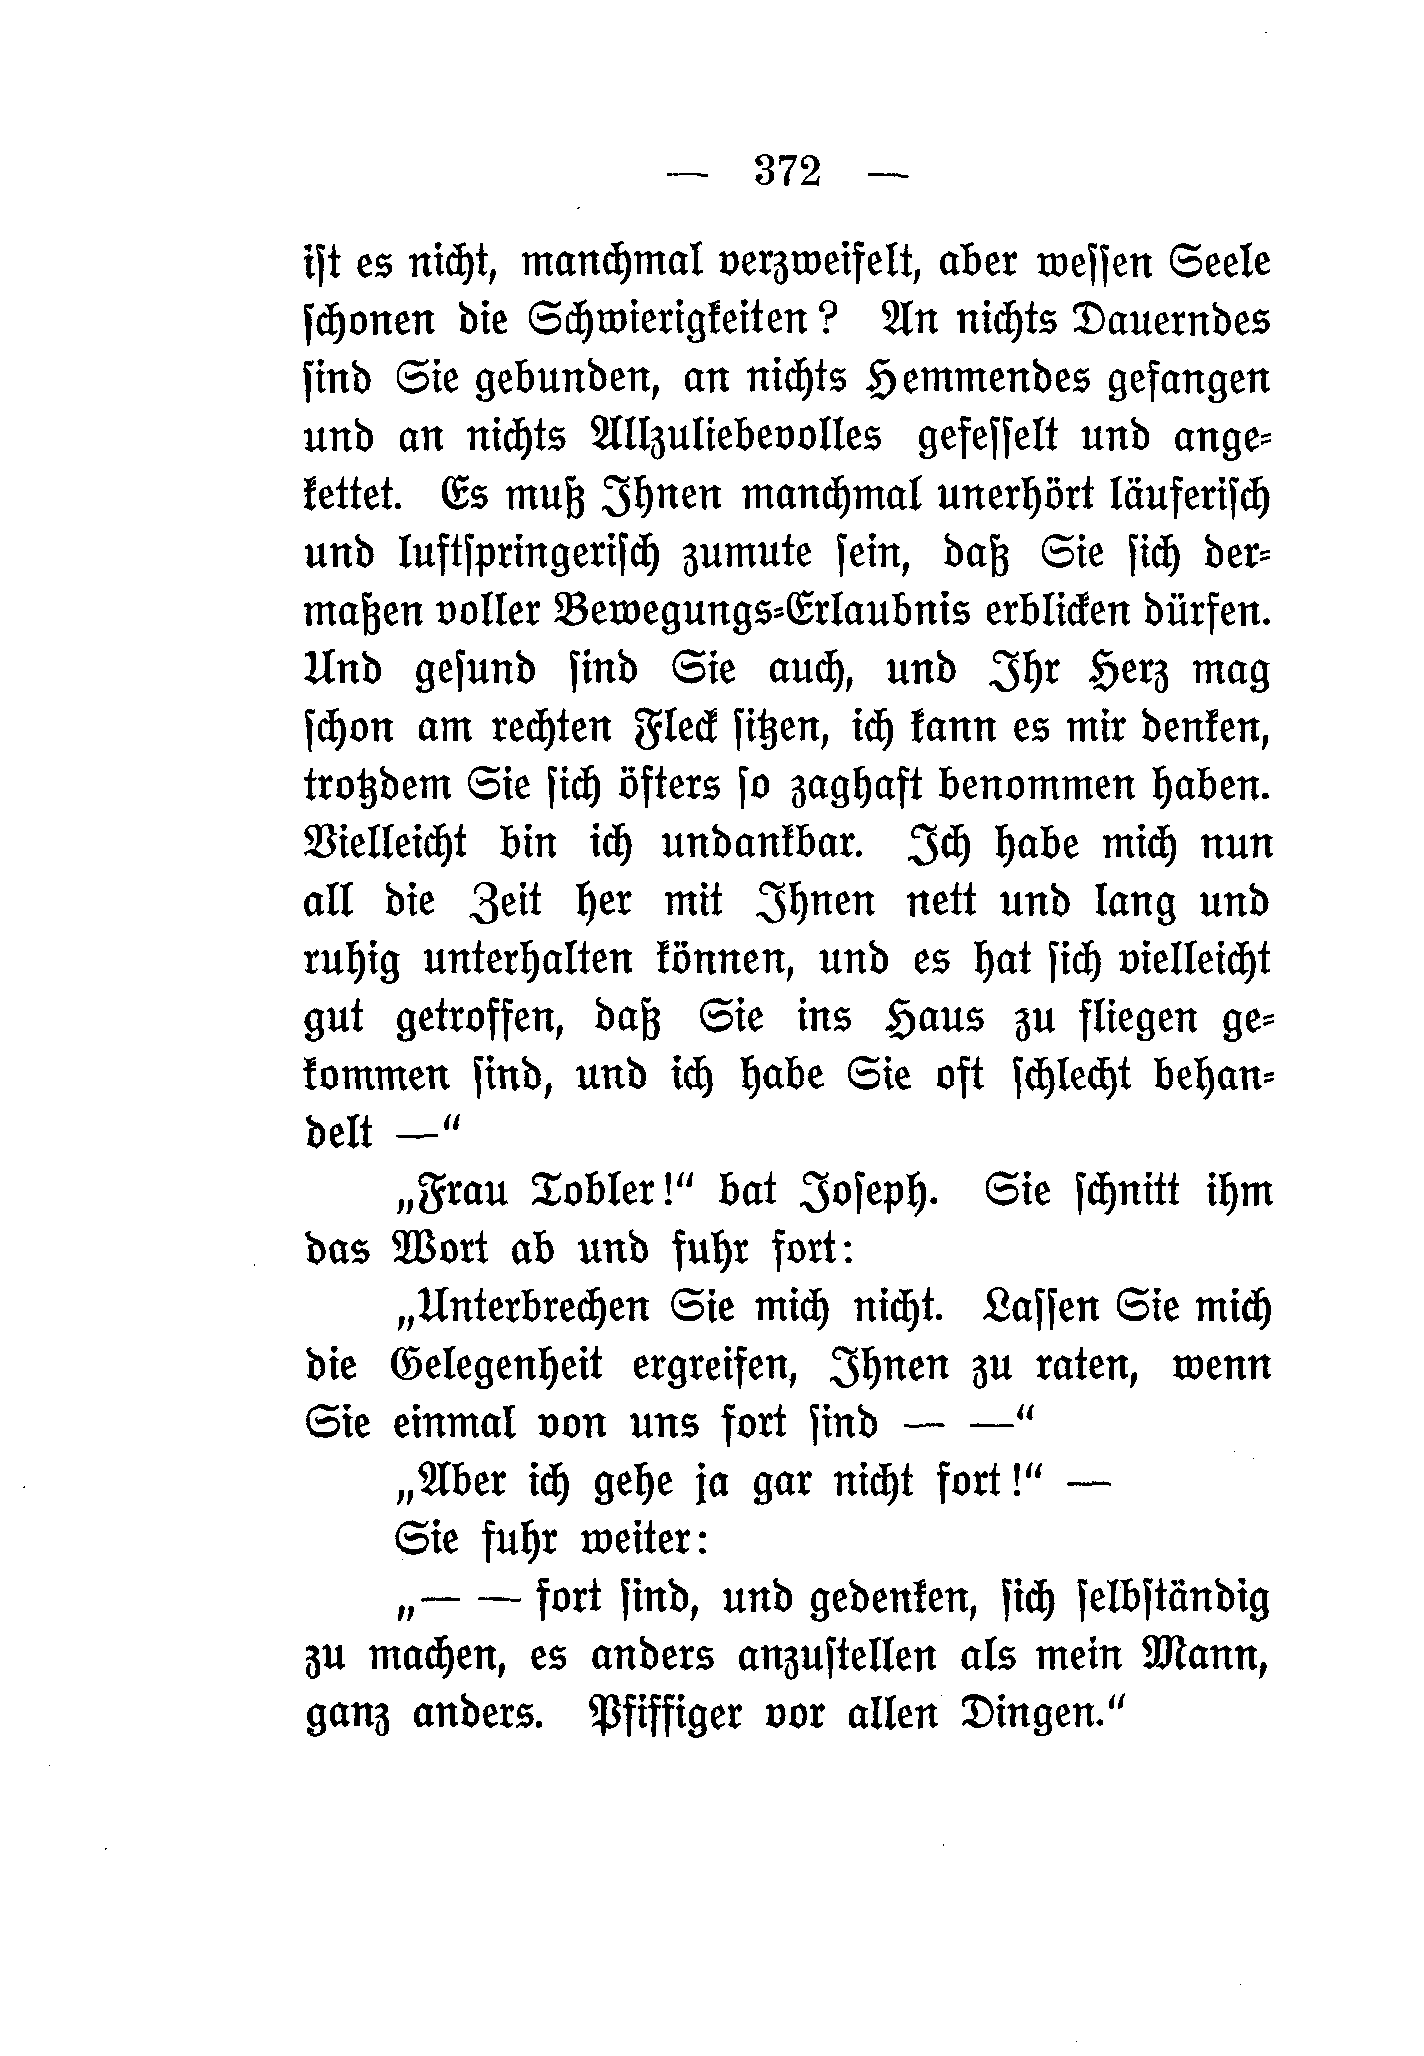 — 372 —
ist es nicht, manchmal verzweifelt, aber wessen Seele
schonen die Schwierigkeiten? An nichts Dauerndes
sind Sie gebunden, an nichts Hemmendes gefangen
und an nichts Allzuliebevolles gefesselt und ange-
kettet. Es muß Ihnen manchmal unerhört läuferisch
und luftspringerisch zumute sein, daß Sie sich der-
maßen voller Bewegungs-Erlaubnis erblicken dürfen.
Und gesund sind Sie auch, und Ihr Herz mag
schon am rechten Fleck sitzen, ich kann es mir denken,
trotzdem Sie sich öfters so zaghaft benommen haben.
Vielleicht bin ich undankbar. Ich habe mich nun
all die Zeit her mit Ihnen nett und lang und
ruhig unterhalten können, und es hat sich vielleicht
gut getroffen, daß Sie ins Haus zu fliegen ge-
kommen sind, und ich habe Sie oft schlecht behan-
delt —“
„Frau Tobler!“ bat Joseph. Sie schnitt ihm
das Wort ab und fuhr fort:
„Unterbrechen Sie mich nicht. Lassen Sie mich
die Gelegenheit ergreifen, Ihnen zu raten, wenn
Sie einmal von uns fort sind — —“
„Aber ich gehe ja gar nicht fort!“ —
Sie fuhr weiter:
„— — fort sind, und gedenken, sich selbständig
zu machen, es anders anzustellen als mein Mann,
ganz anders. Pfiffiger vor allen Dingen.“